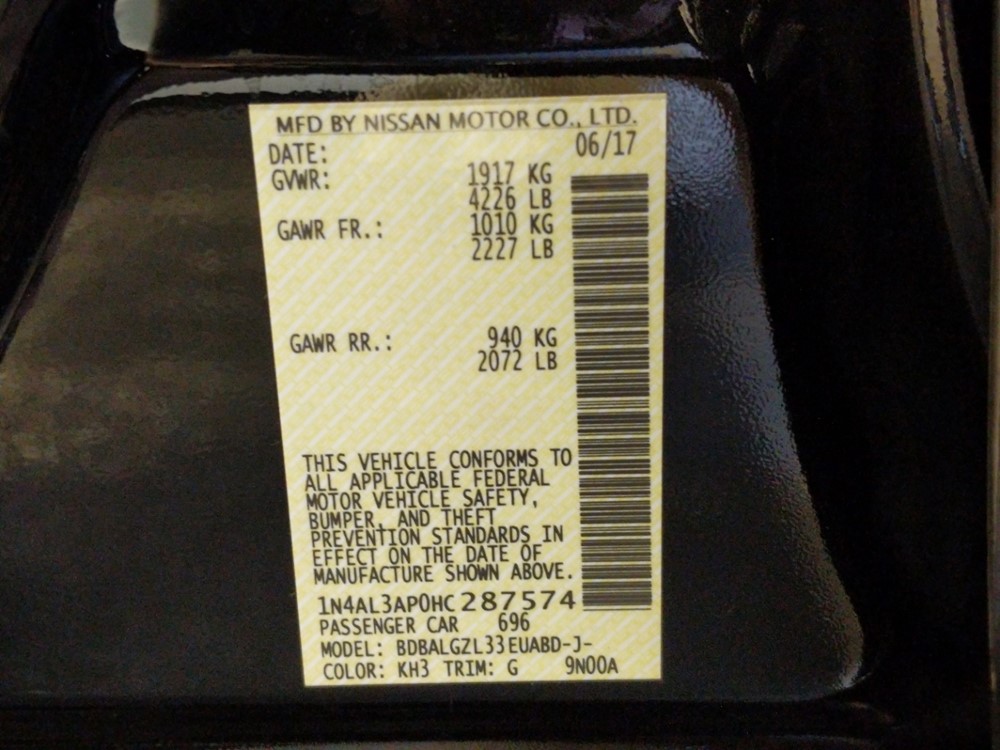 MFD BY NISSAN MOTOR CO., LTD.
DATE: 06/17
GVWR: 1917 KG
4226 LB
GAWR FR.: 1010 KG
2227 LB
GAWR RR.: 940 KG
2072 LB
THIS VEHICLE CONFORMS TO
ALL APPLICABLE FEDERAL
MOTOR VEHICLE SAFETY,
BUMPER, AND THEFT
PREVENTION STANDARDS IN
EFFECT ON THE DATE OF
MANUFACTURE SHOWN ABOVE.
1N4AL3AP0HC287574
PASSENGER CAR 696
MODEL: BDBALGZL33EUABD-J-
COLOR: KH3 TRIM: G 9N00A